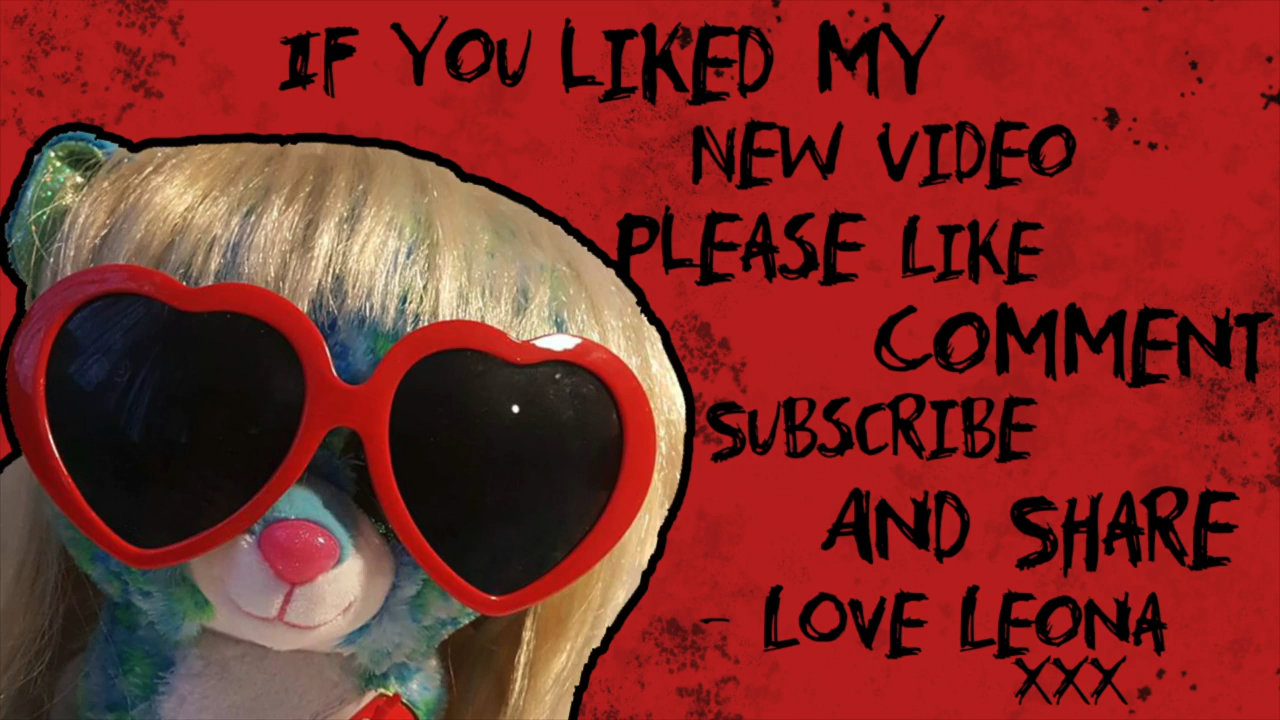 IF YOU LIKED MY
NEW VIDEO
PLEASE LIKE
COMMENT
SUBSCRIBE
AND SHARE
- LOVE LEONA
XXX